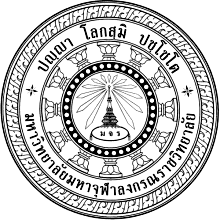 ปญฺญา โลกสฺมิ ปชฺโชโต
ม จ ร
มหาวิทยาลัยมหาจุฬาลงกรณราชวิทยาลัย